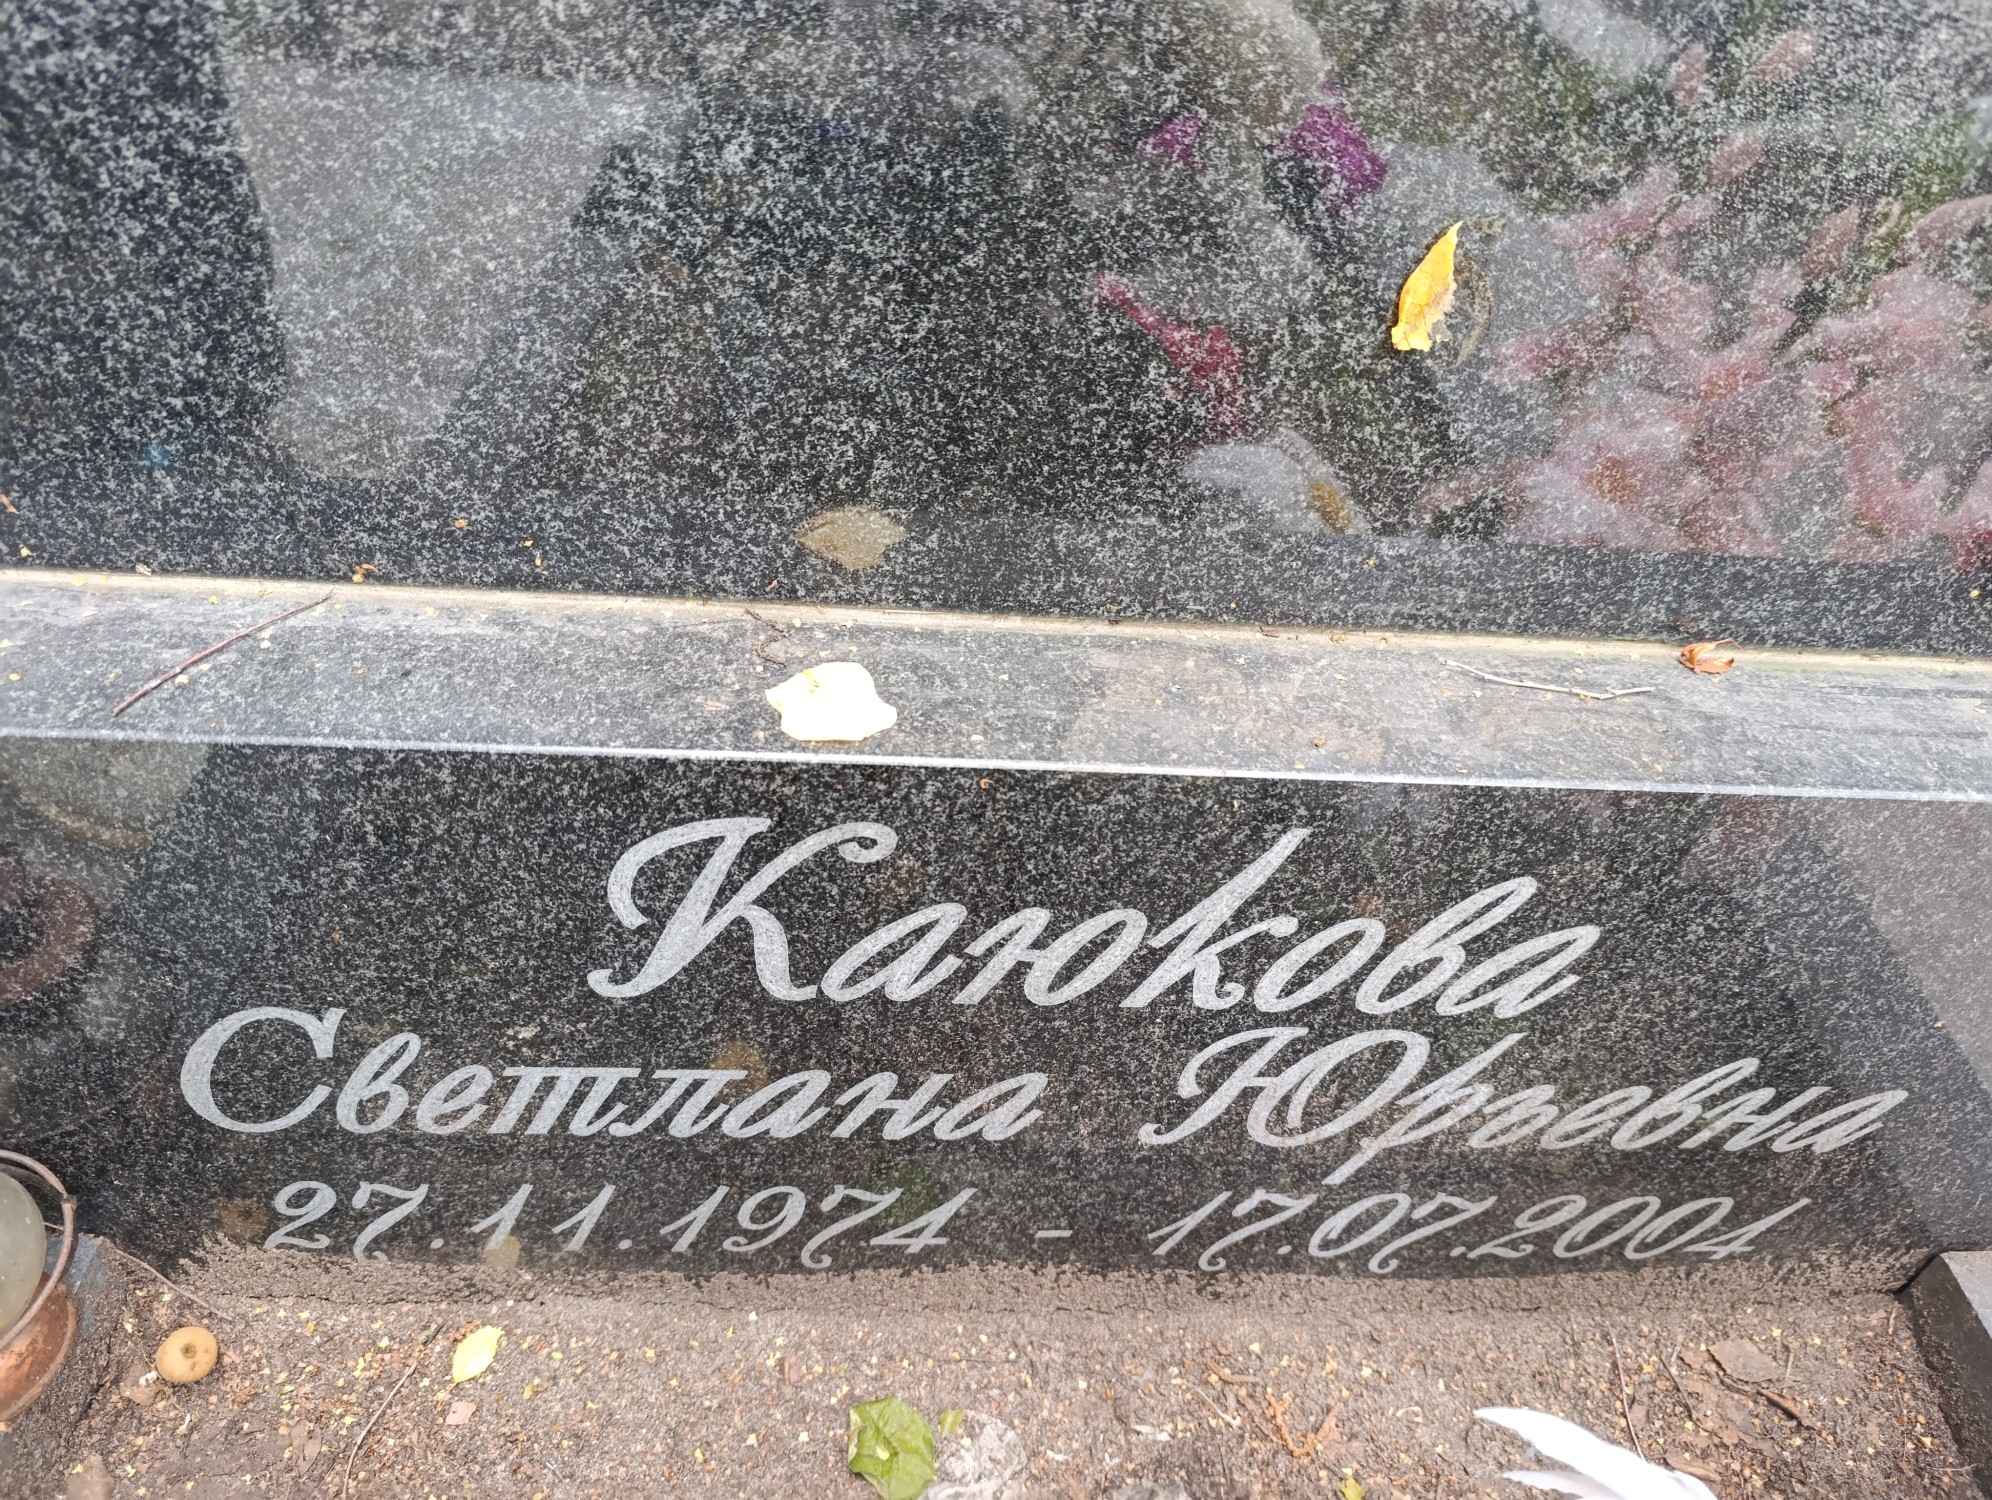 Каюкова
Светлана Юрьевна
27.11.1974 - 17.07.2004